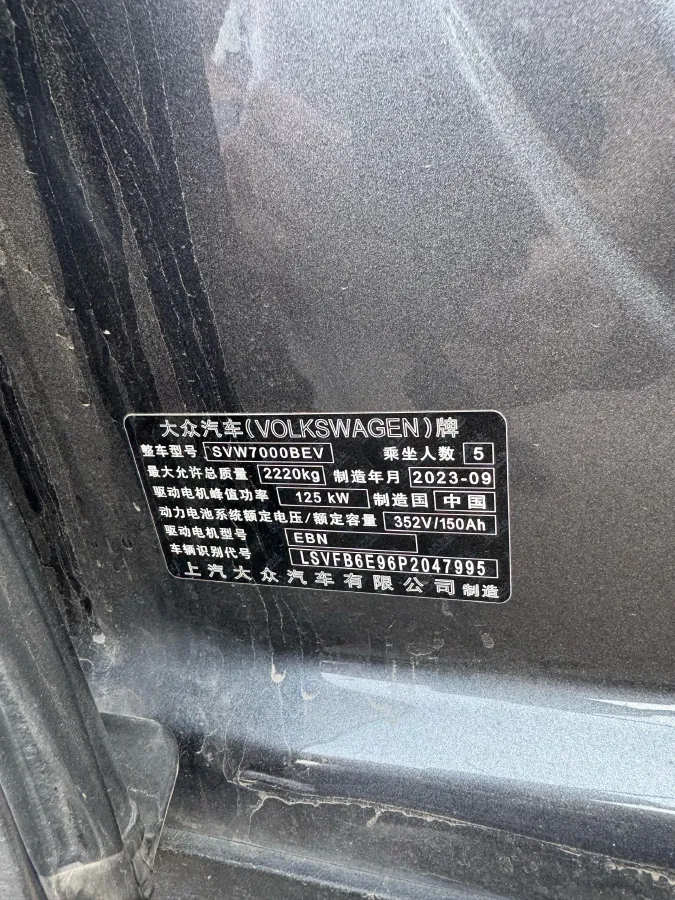 大众汽车(VOLKSWAGEN)牌
整车型号 SVW7000BEV 乘坐人数 5
最大允许总质量 2220kg 制造年月 2023-09
驱动电机峰值功率 125 kW 制造国 中国
动力电池系统额定电压/额定容量 352V/150Ah
驱动电机型号 EBN
车辆识别代号 LSVFB6E96P2047995
上汽大众汽车有限公司 制造